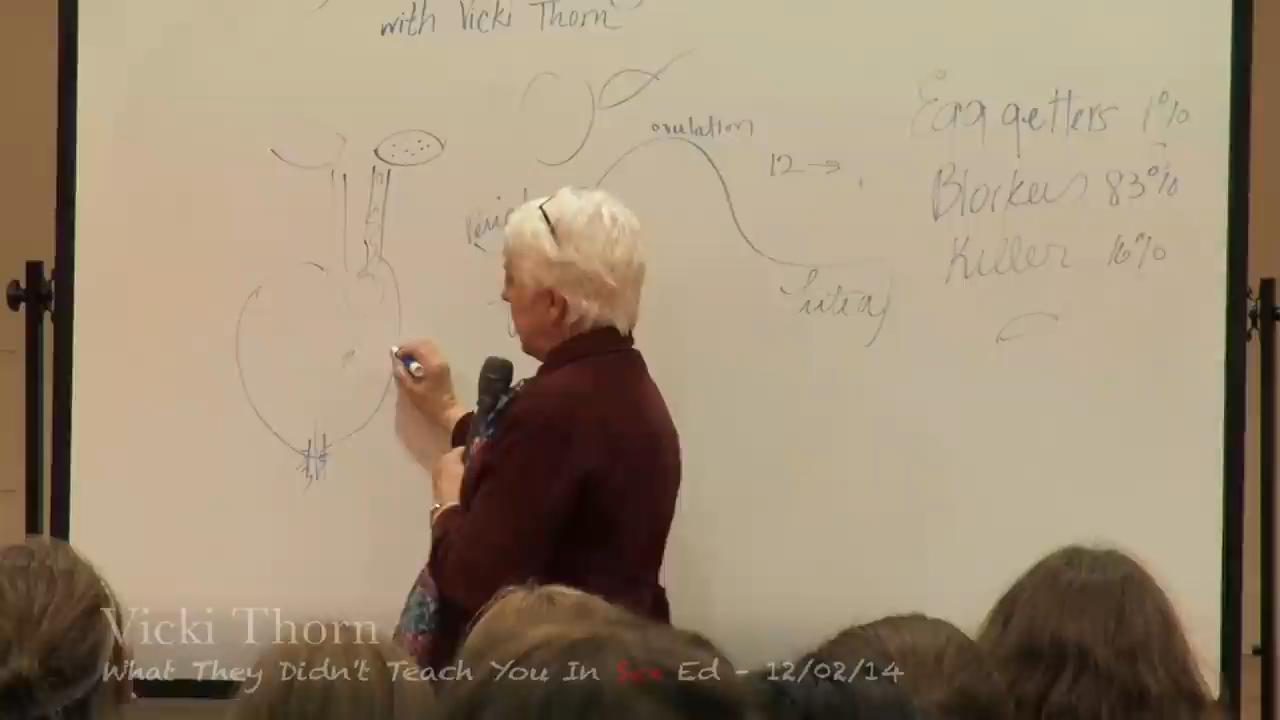 with Vicki Thorn
ovulation
12 →
Egg getters 1%
Blockers 83%
Killer 16%
Vicki Thorn
What They Didn't Teach You In Sex Ed - 12/02/14